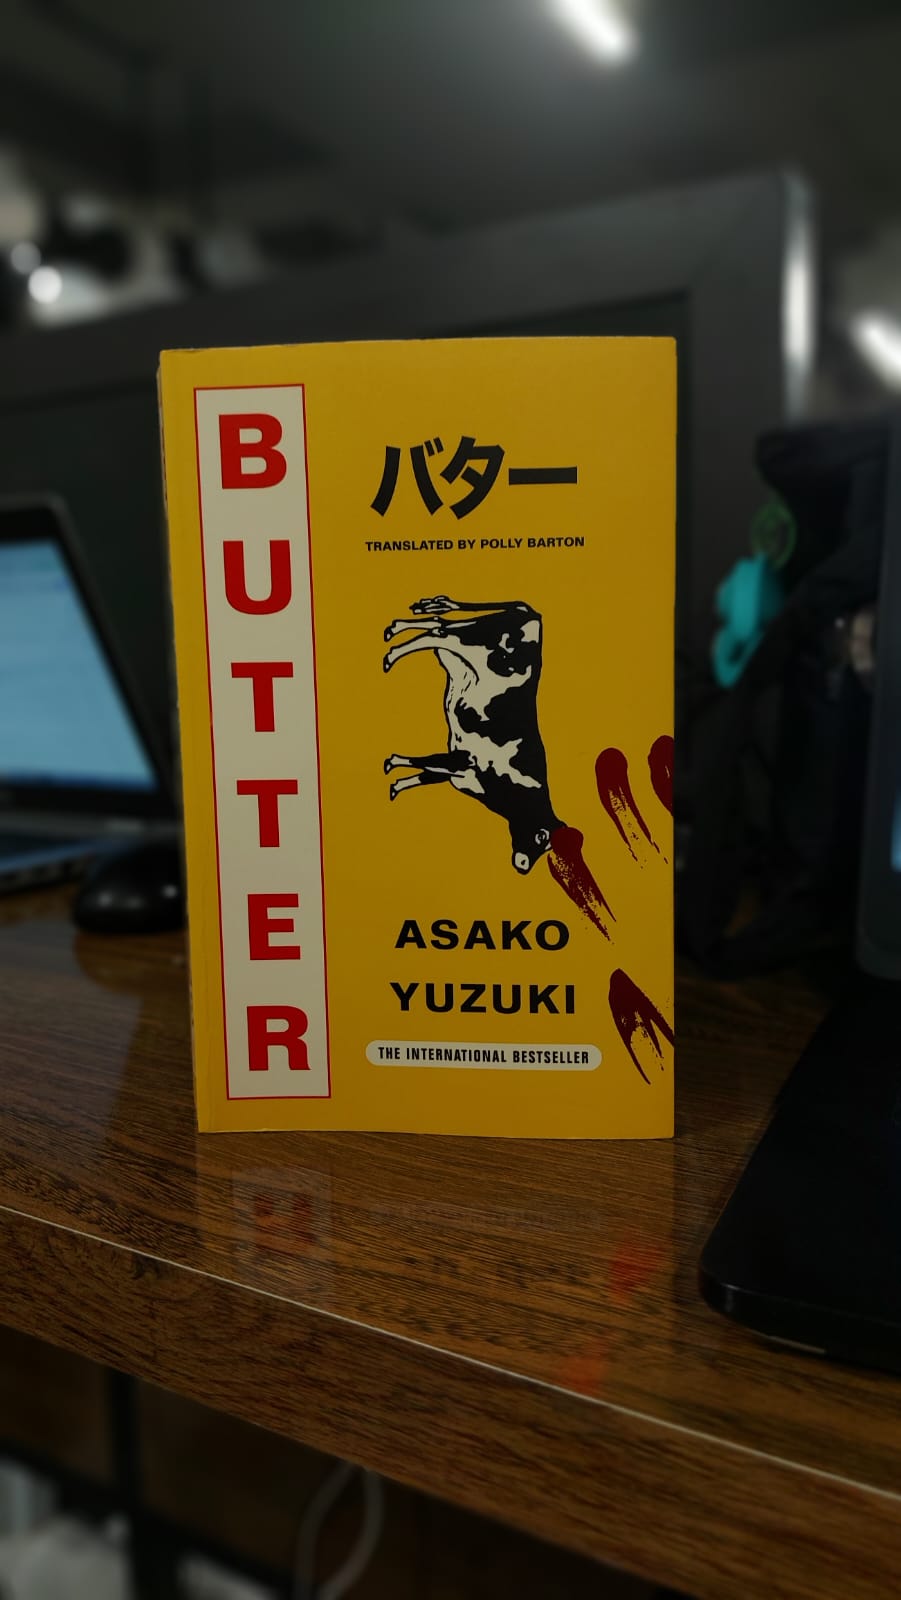 BUTTER
バター
TRANSLATED BY POLLY BARTON
ASAKO
YUZUKI
THE INTERNATIONAL BESTSELLER